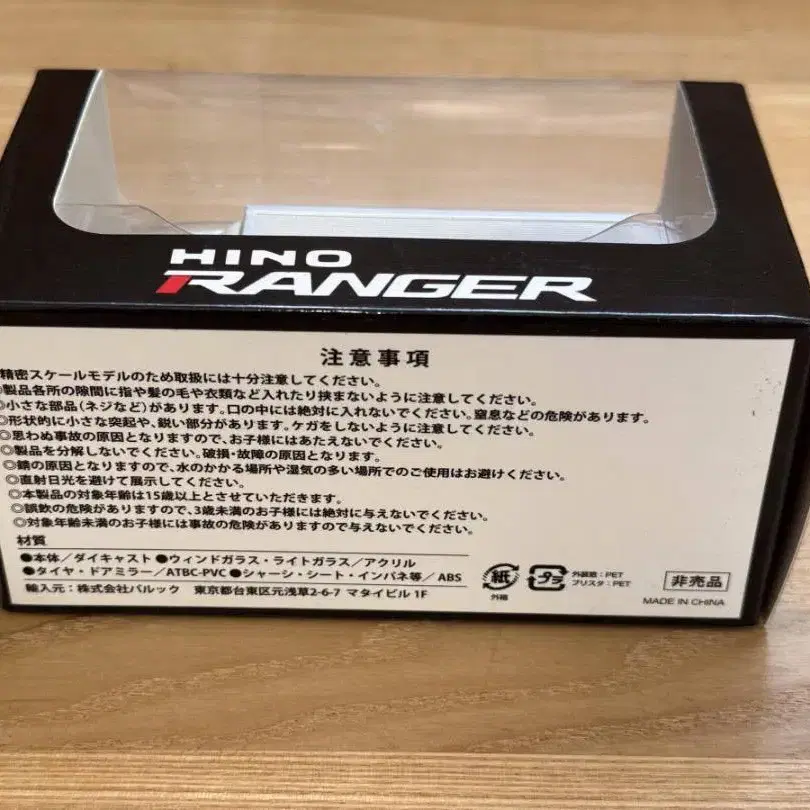 HINO
RANGER
注意事項
精密スケールモデルのため取扱には十分注意してください。
◎製品各所の隙間に指や髪の毛や衣類など入れたり挟まないように注意してください。
◎小さな部品(ネジなど)があります。口の中には絶対に入れないでください。窒息などの危険があります。
◎形状的に小さな突起や、鋭い部分があります。ケガをしないように注意してください。
◎思わぬ事故の原因となりますので、お子様にはあたえないでください。
◎製品を分解しないでください。破損・故障の原因となります。
◎錆の原因となりますので、水のかかる場所や湿気の多い場所でのご使用はお避けください。
◎直射日光を避けて展示してください。
◎本製品の対象年齢は15歳以上とさせていただきます。
◎誤飲の危険がありますので、3歳未満のお子様には絶対に与えないでください。
◎対象年齢未満のお子様には事故の危険がありますので与えないでください。
材質
●本体/ダイキャスト●ウィンドガラス・ライトガラス/アクリル
●タイヤ・ドアミラー/ATBC-PVC●シャーシ・シート・インパネ等/ABS
輸入元:株式会社バルック 東京都台東区元浅草2-6-7 マタイビル 1F
紙
外箱
プラ
外装袋:PET
ブリスタ:PET
非売品
MADE IN CHINA